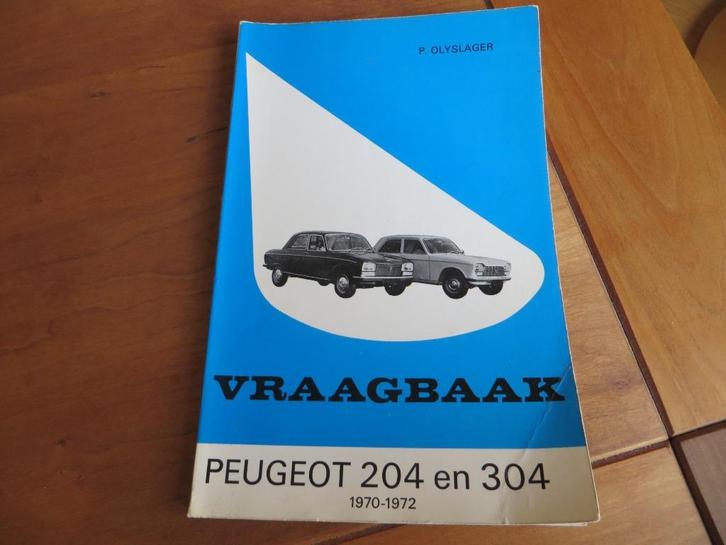 P. OLYSLAGER
VRAAGBAAK
PEUGEOT 204 en 304
1970-1972